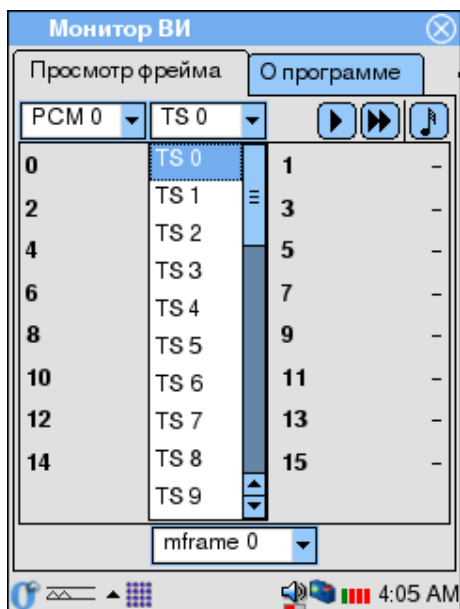 Монитор ВИ
Просмотр фрейма О программе
PCM 0 TS 0
0 TS 0 1 –
TS 1
2 3 –
TS 2
4 5 –
TS 3
6 TS 4 7 –
8 TS 5 9 –
10 TS 6 11 –
12 TS 7 13 –
14 TS 8 15 –
TS 9
mframe 0
4:05 AM